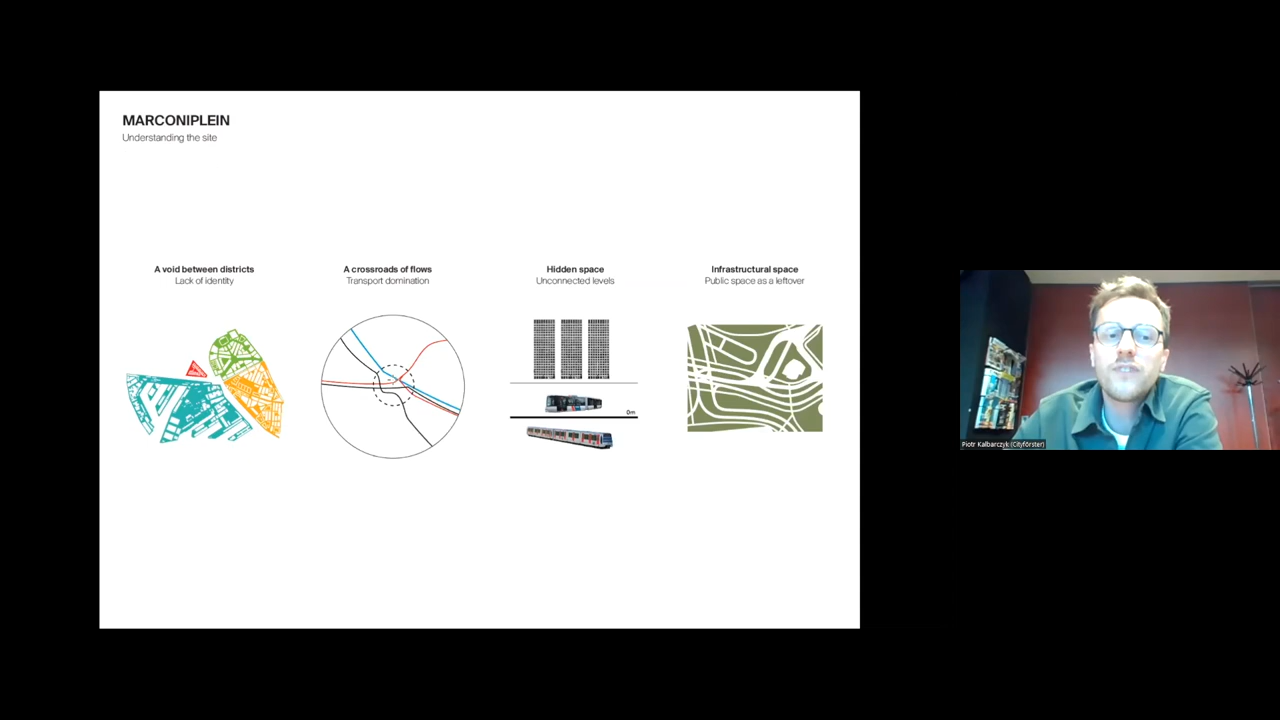 MARCONIPLEIN
Understanding the site
A void between districts
Lack of identity
A crossroads of flows
Transport domination
Hidden space
Unconnected levels
Infrastructural space
Public space as a leftover
0m
Piotr Kalbarczyk (Cityförster)